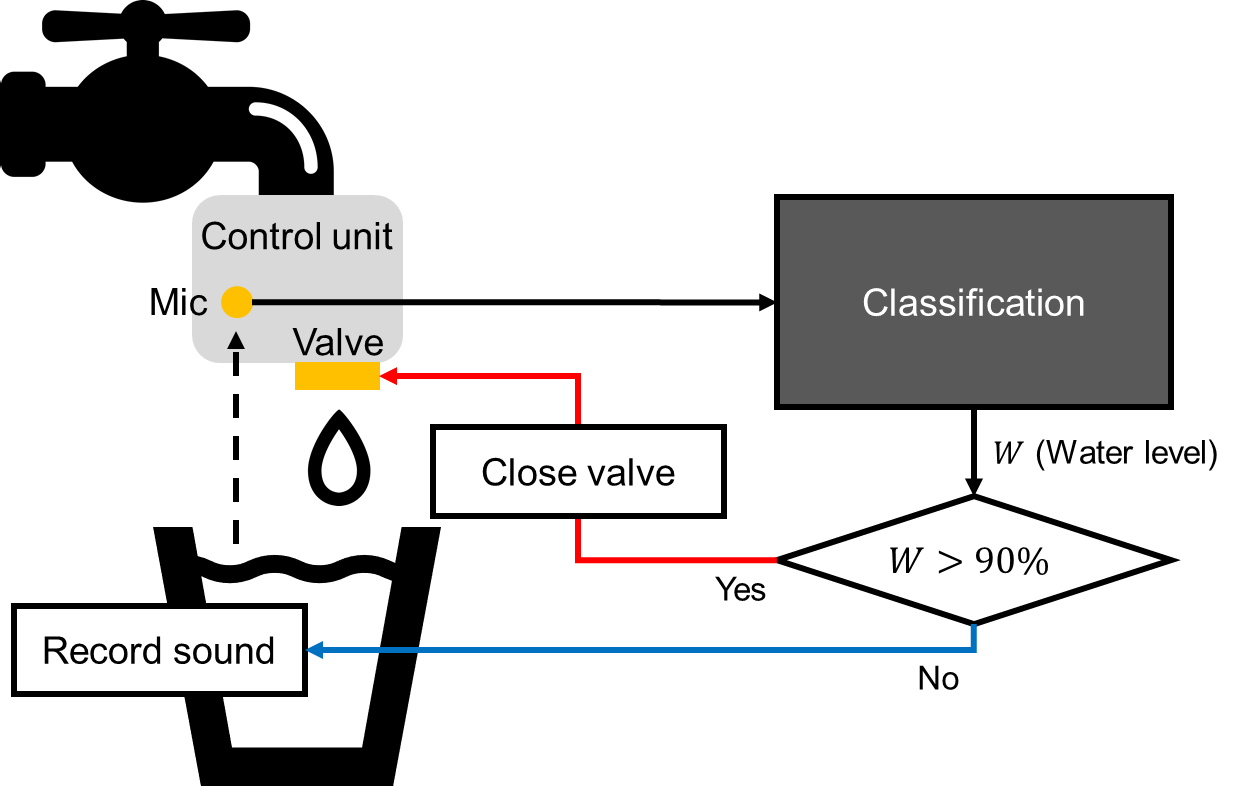 Control unit
Mic
Valve
Classification
W (Water level)
Close valve
W > 90%
Yes
Record sound
No